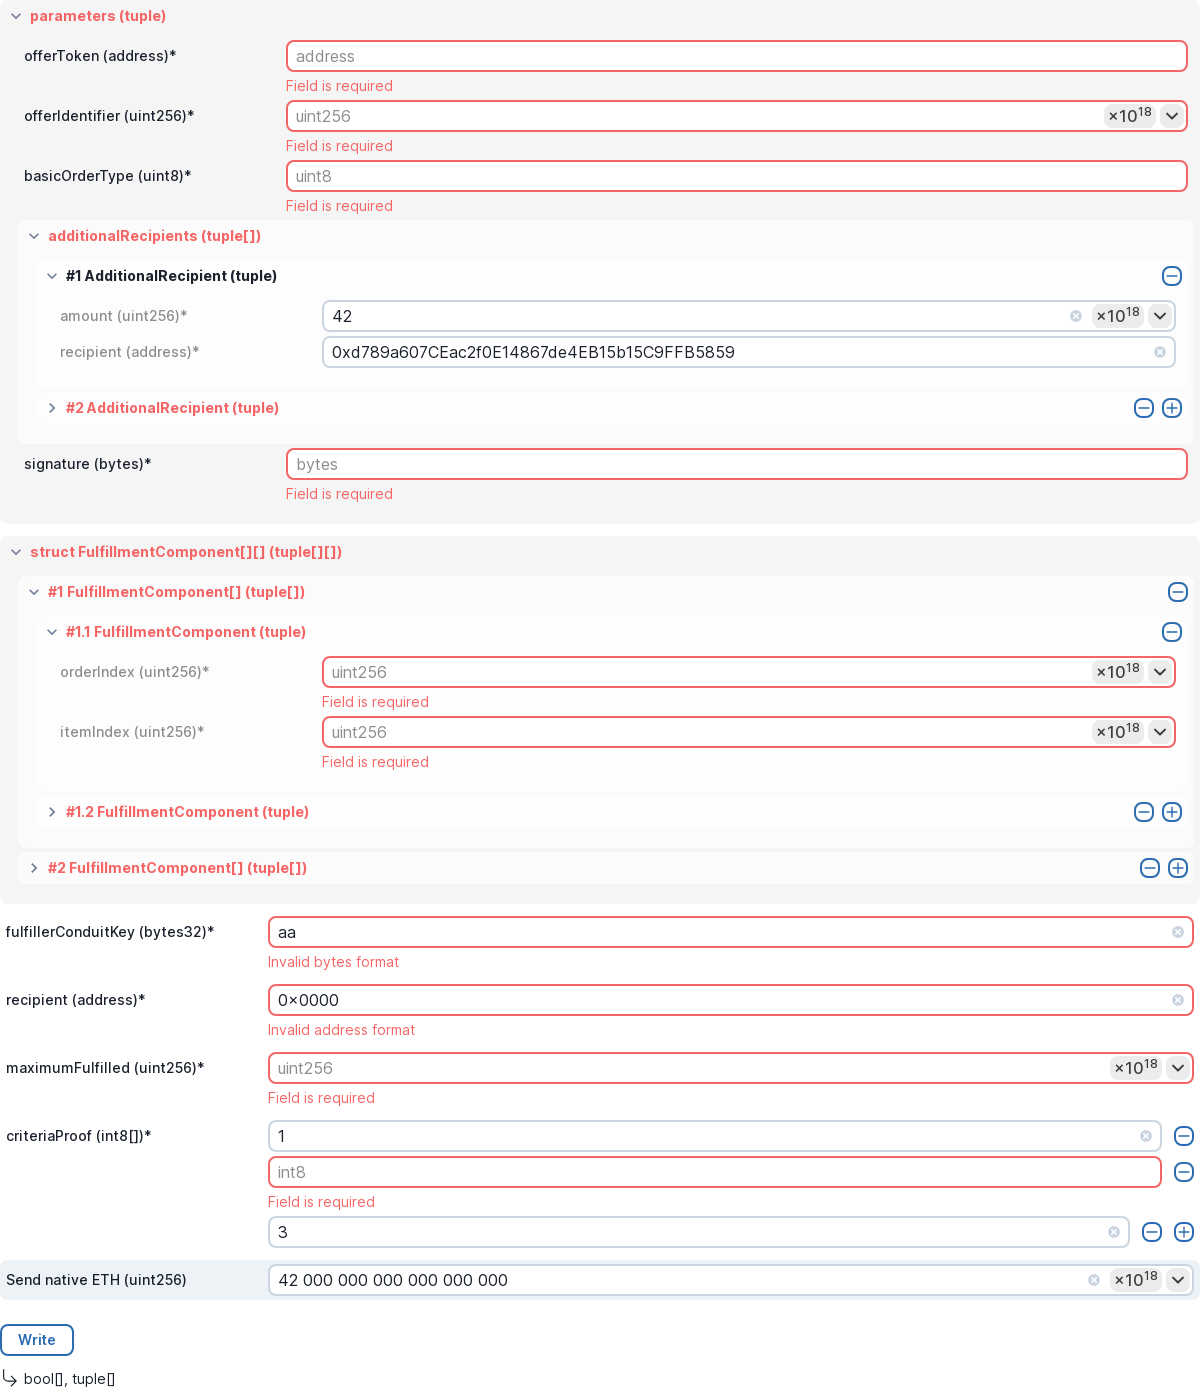 parameters (tuple)
offerToken (address)* address
Field is required
offerIdentifier (uint256)* uint256 ×10^18
Field is required
basicOrderType (uint8)* uint8
Field is required
additionalRecipients (tuple[])
#1 AdditionalRecipient (tuple)
amount (uint256)* 42 ×10^18
recipient (address)* 0xd789a607CEac2f0E14867de4EB15b15C9FFB5859
#2 AdditionalRecipient (tuple)
signature (bytes)* bytes
Field is required
struct FulfillmentComponent[][] (tuple[][])
#1 FulfillmentComponent[] (tuple[])
#1.1 FulfillmentComponent (tuple)
orderIndex (uint256)* uint256 ×10^18
Field is required
itemIndex (uint256)* uint256 ×10^18
Field is required
#1.2 FulfillmentComponent (tuple)
#2 FulfillmentComponent[] (tuple[])
fulfillerConduitKey (bytes32)* aa
Invalid bytes format
recipient (address)* 0x0000
Invalid address format
maximumFulfilled (uint256)* uint256 ×10^18
Field is required
criteriaProof (int8[])* 1
int8
Field is required
3
Send native ETH (uint256) 42 000 000 000 000 000 000 ×10^18
Write
bool[], tuple[]